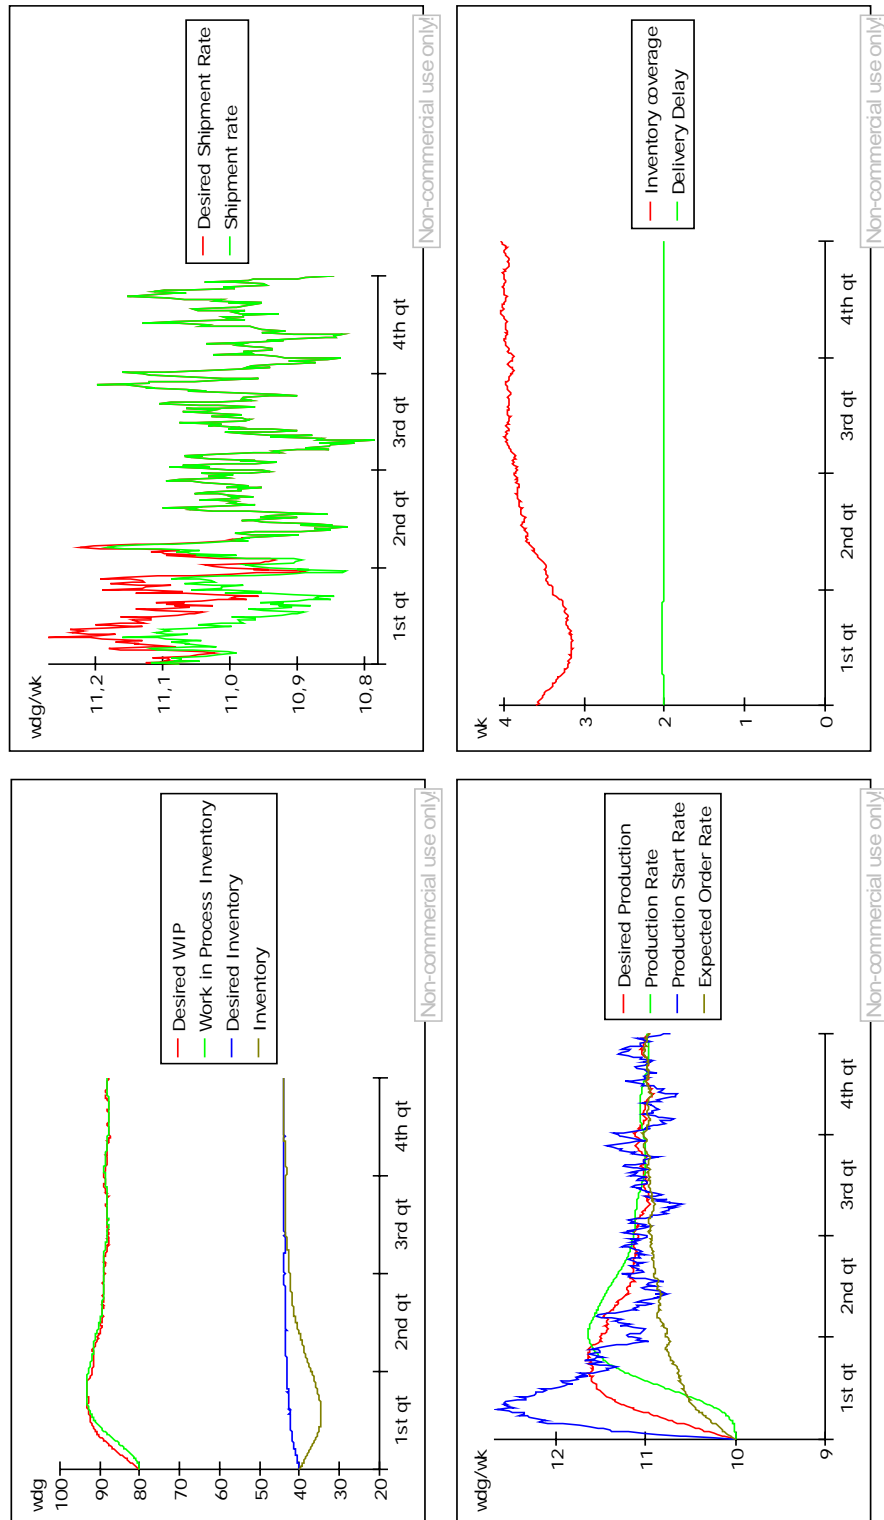 wdg
100
90
80
70
60
50
40
30
20
1st qt
2nd qt
3rd qt
4th qt
Desired WIP
Work in Process Inventory
Desired Inventory
Inventory
Non-commercial use only!
wdg/wk
11,2
11,1
11,0
10,9
10,8
1st qt
2nd qt
3rd qt
4th qt
Desired Shipment Rate
Shipment rate
Non-commercial use only!
wdg/wk
12
11
10
9
1st qt
2nd qt
3rd qt
4th qt
Desired Production
Production Rate
Production Start Rate
Expected Order Rate
Non-commercial use only!
wk
4
3
2
1
0
1st qt
2nd qt
3rd qt
4th qt
Inventory coverage
Delivery Delay
Non-commercial use only!